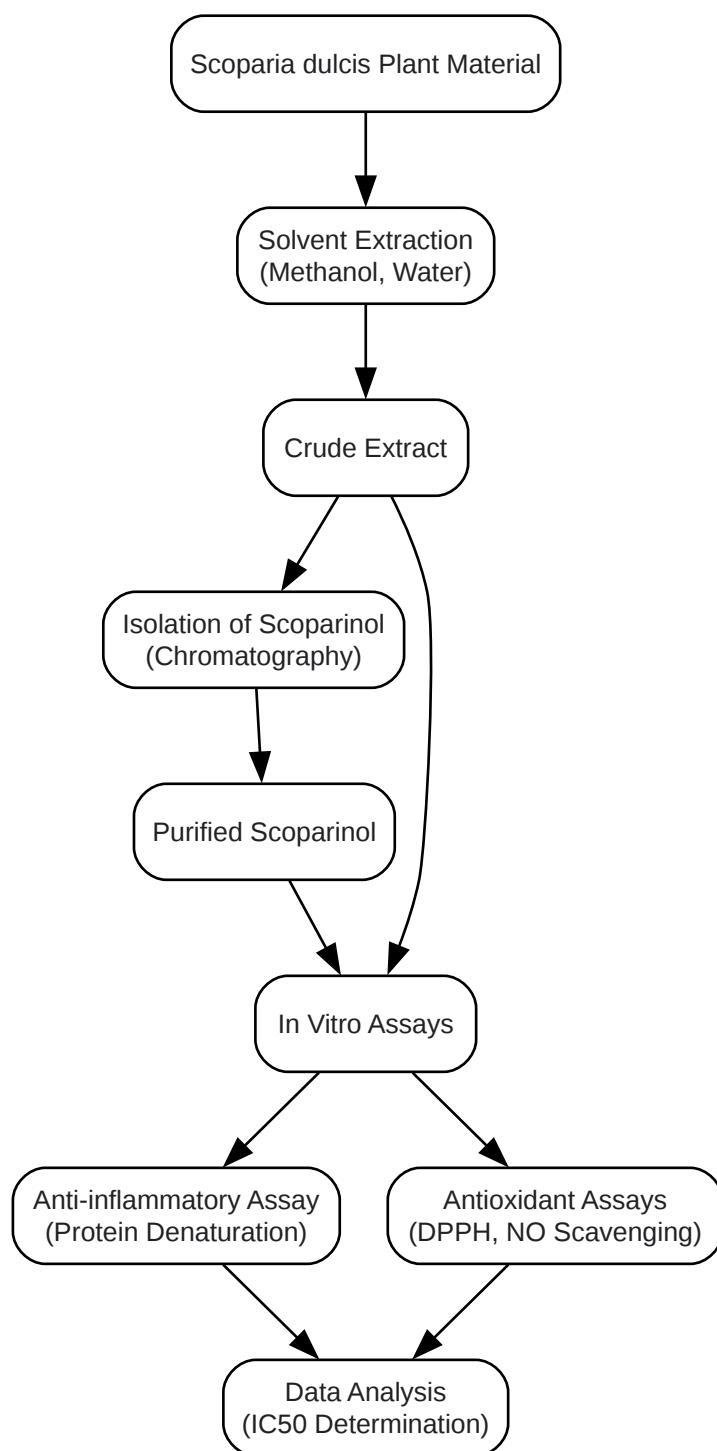 Scoparia dulcis Plant Material
Solvent Extraction
(Methanol, Water)
Crude Extract
Isolation of Scoparinol
(Chromatography)
Purified Scoparinol
In Vitro Assays
Anti-inflammatory Assay
(Protein Denaturation)
Antioxidant Assays
(DPPH, NO Scavenging)
Data Analysis
(IC50 Determination)